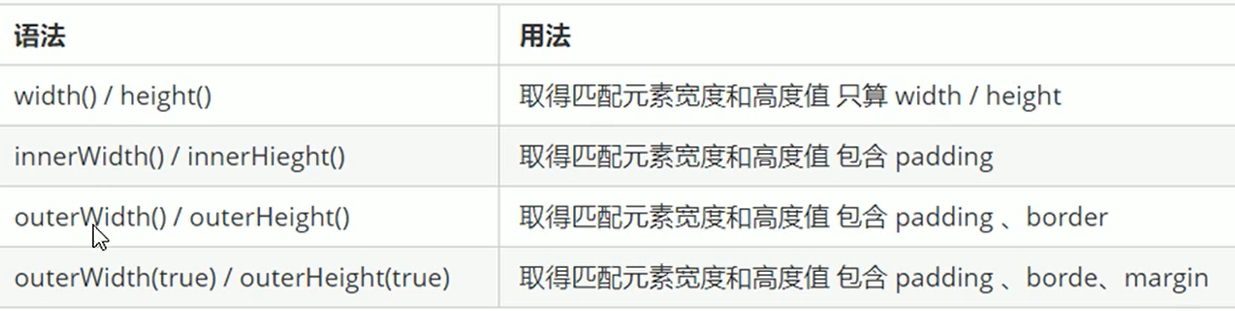 语法 用法
width() / height() 取得匹配元素宽度和高度值 只算 width / height
innerWidth() / innerHieght() 取得匹配元素宽度和高度值 包含 padding
outerWidth() / outerHeight() 取得匹配元素宽度和高度值 包含 padding 、border
outerWidth(true) / outerHeight(true) 取得匹配元素宽度和高度值 包含 padding 、borde、margin